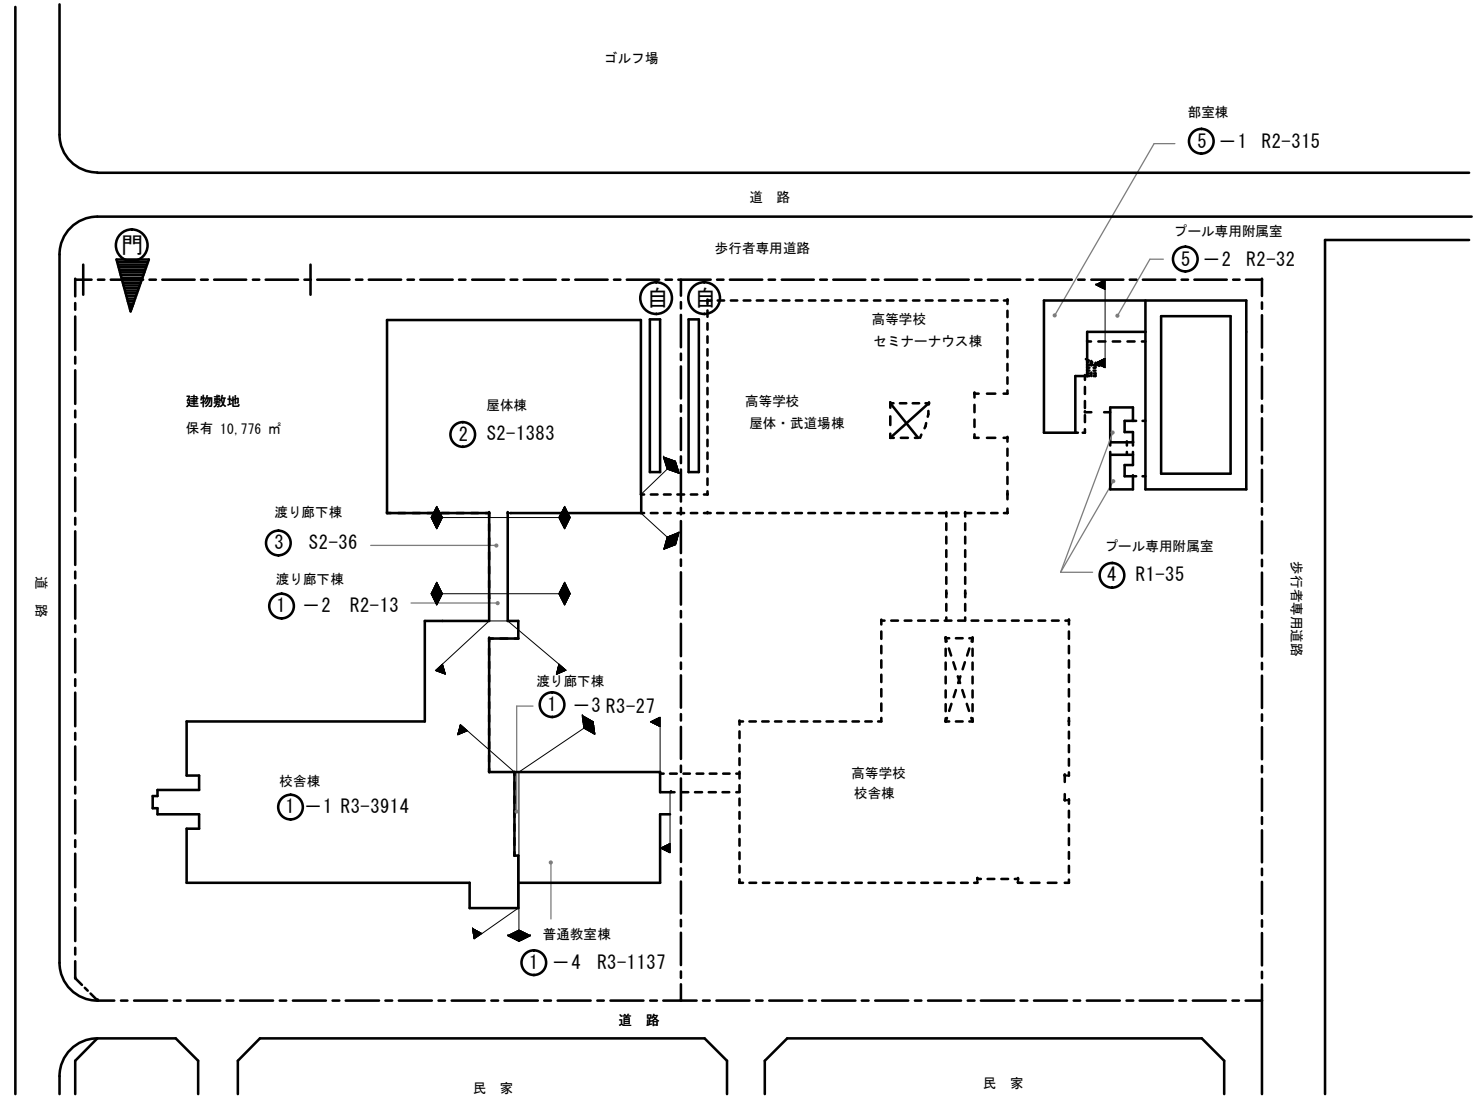 ゴルフ場
部室棟
⑤－1 R2-315
道 路
プール専用附属室
⑤－2 R2-32
歩行者専用道路
門
自
自
高等学校
セミナーナウス棟
建物敷地
保有 10,776 ㎡
屋体棟
② S2-1383
高等学校
屋体・武道場棟
渡り廊下棟
③ S2-36
プール専用附属室
④ R1-35
渡り廊下棟
①－2 R2-13
道 路
歩行者専用道路
渡り廊下棟
①－3 R3-27
校舎棟
①－1 R3-3914
高等学校
校舎棟
普通教室棟
①－4 R3-1137
道 路
民 家
民 家